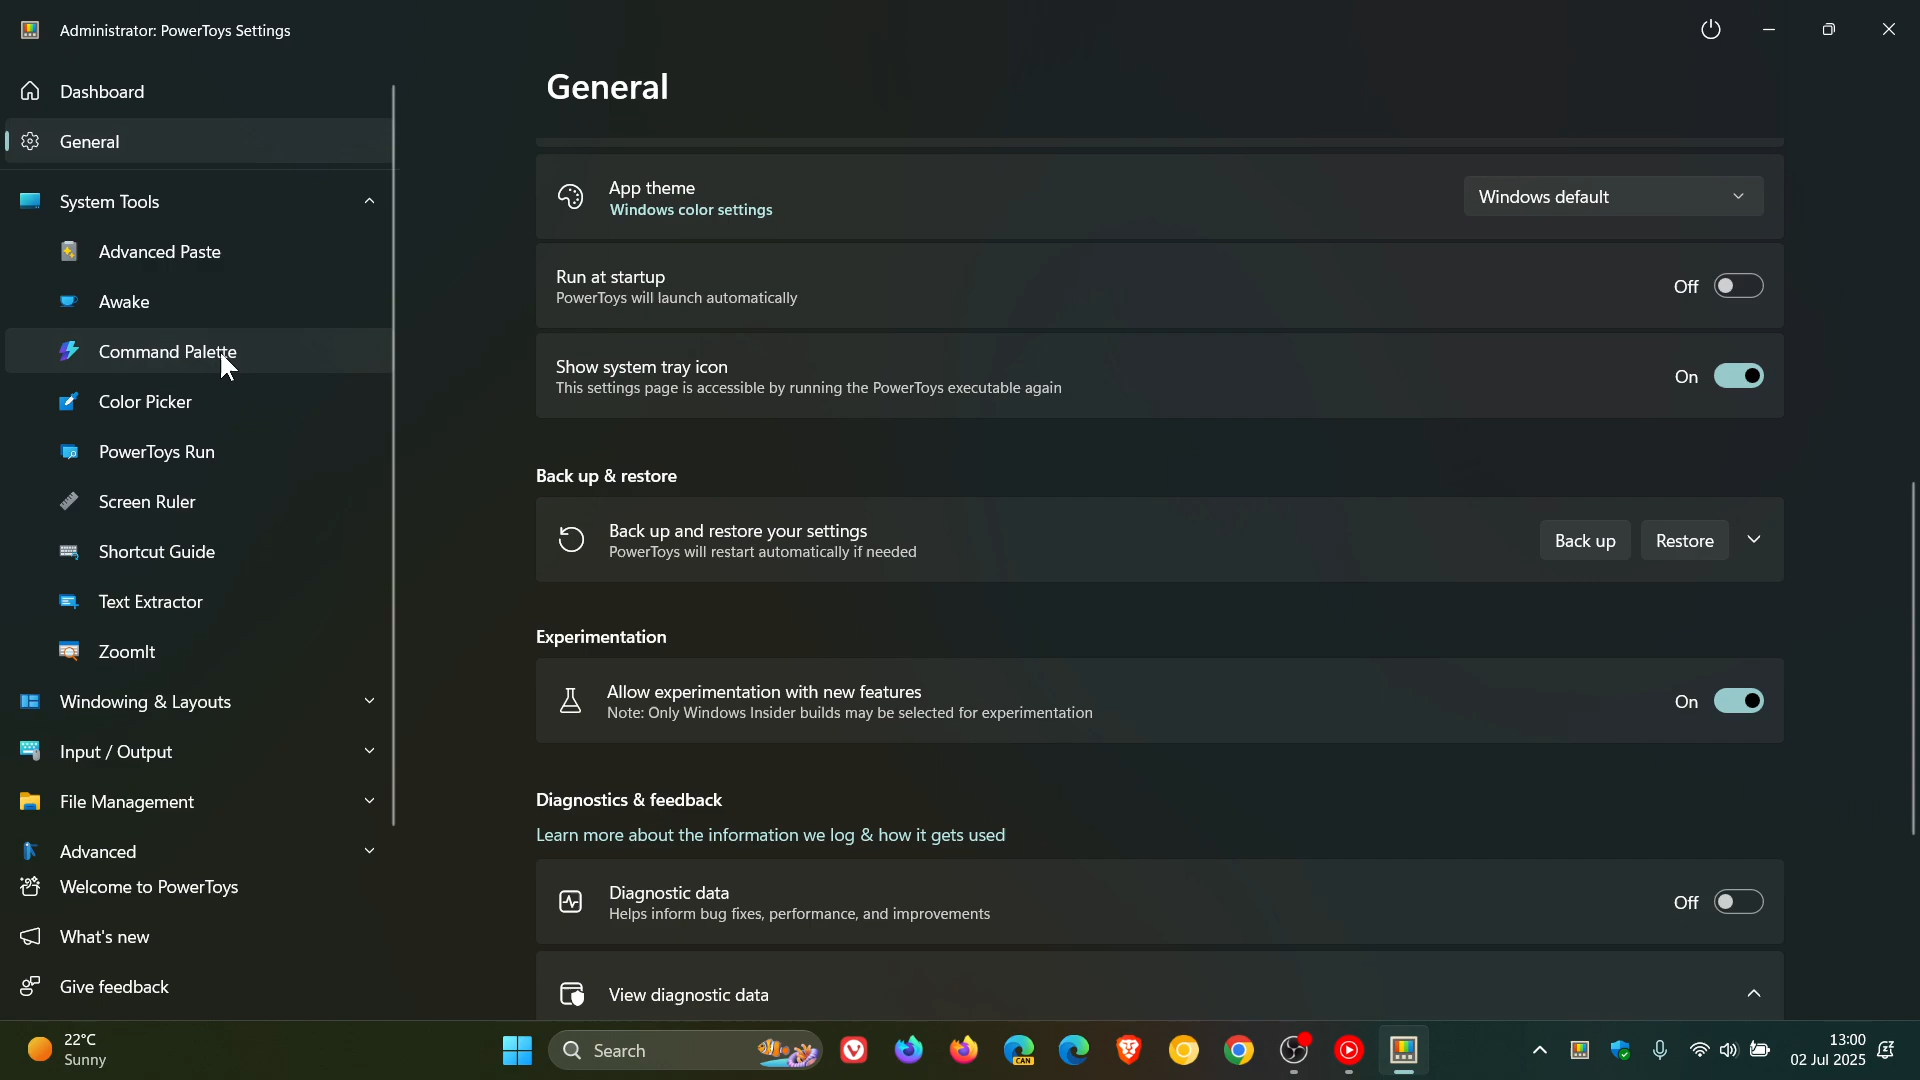 Administrator: PowerToys Settings
Dashboard
General
System Tools
Advanced Paste
Awake
Command Palette
Color Picker
PowerToys Run
Screen Ruler
Shortcut Guide
Text Extractor
ZoomIt
Windowing & Layouts
Input / Output
File Management
Advanced
Welcome to PowerToys
What's new
Give feedback
General
App theme
Windows color settings
Windows default
Run at startup
PowerToys will launch automatically
Off
Show system tray icon
This settings page is accessible by running the PowerToys executable again
On
Back up & restore
Back up and restore your settings
PowerToys will restart automatically if needed
Back up
Restore
Experimentation
Allow experimentation with new features
Note: Only Windows Insider builds may be selected for experimentation
On
Diagnostics & feedback
Learn more about the information we log & how it gets used
Diagnostic data
Helps inform bug fixes, performance, and improvements
Off
View diagnostic data
22°C
Sunny
Search
CAN
13:00
02 Jul 2025